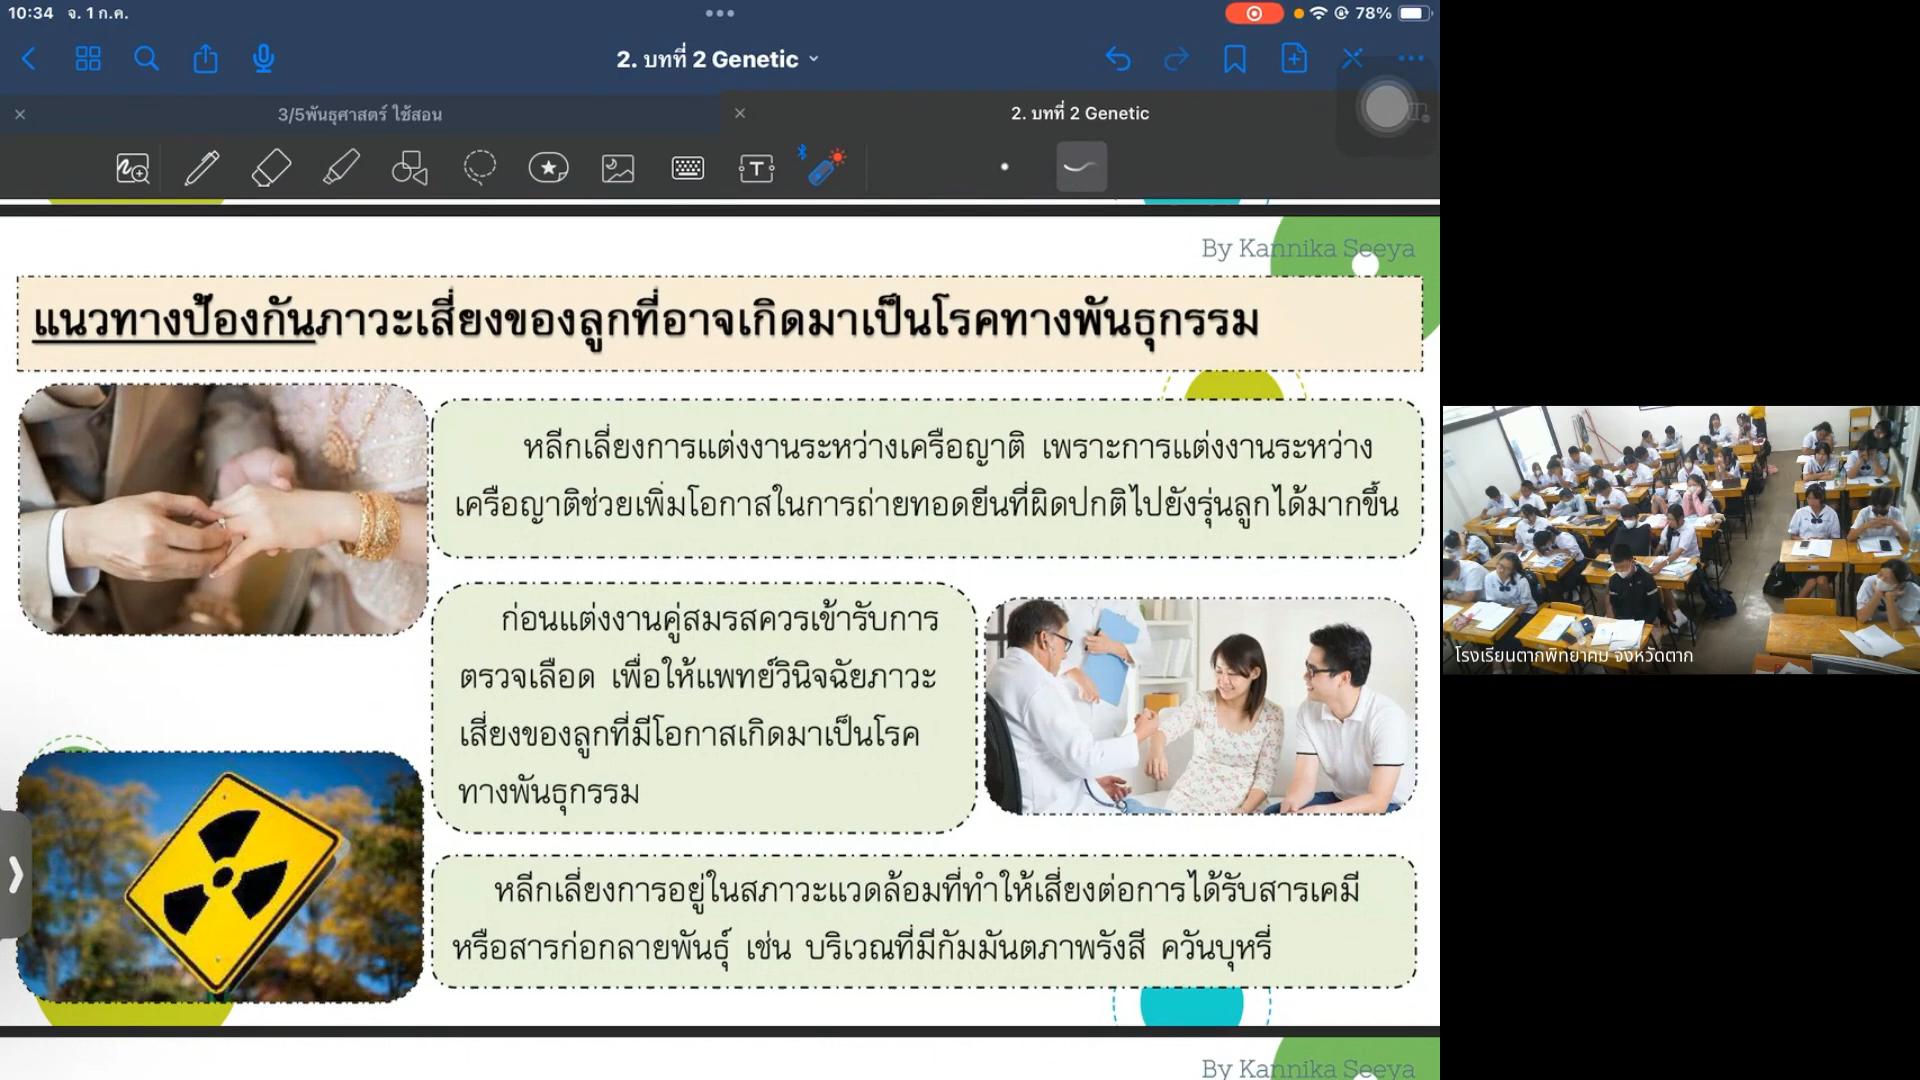 10:34 จ. 1 ก.ค.
78%
2. บทที่ 2 Genetic
3/5พันธุศาสตร์ ใช้สอน
2. บทที่ 2 Genetic
By Kannika Seeya
แนวทางป้องกันภาวะเสี่ยงของลูกที่อาจเกิดมาเป็นโรคทางพันธุกรรม
หลีกเลี่ยงการแต่งงานระหว่างเครือญาติ เพราะการแต่งงานระหว่าง
เครือญาติช่วยเพิ่มโอกาสในการถ่ายทอดยีนที่ผิดปกติไปยังรุ่นลูกได้มากขึ้น
ก่อนแต่งงานคู่สมรสควรเข้ารับการ
ตรวจเลือด เพื่อให้แพทย์วินิจฉัยภาวะ
เสี่ยงของลูกที่มีโอกาสเกิดมาเป็นโรค
ทางพันธุกรรม
หลีกเลี่ยงการอยู่ในสภาวะแวดล้อมที่ทำให้เสี่ยงต่อการได้รับสารเคมี
หรือสารก่อกลายพันธุ์ เช่น บริเวณที่มีกัมมันตภาพรังสี ควันบุหรี่
By Kannika Seeya
โรงเรียนตากพิทยาคม จังหวัดตาก